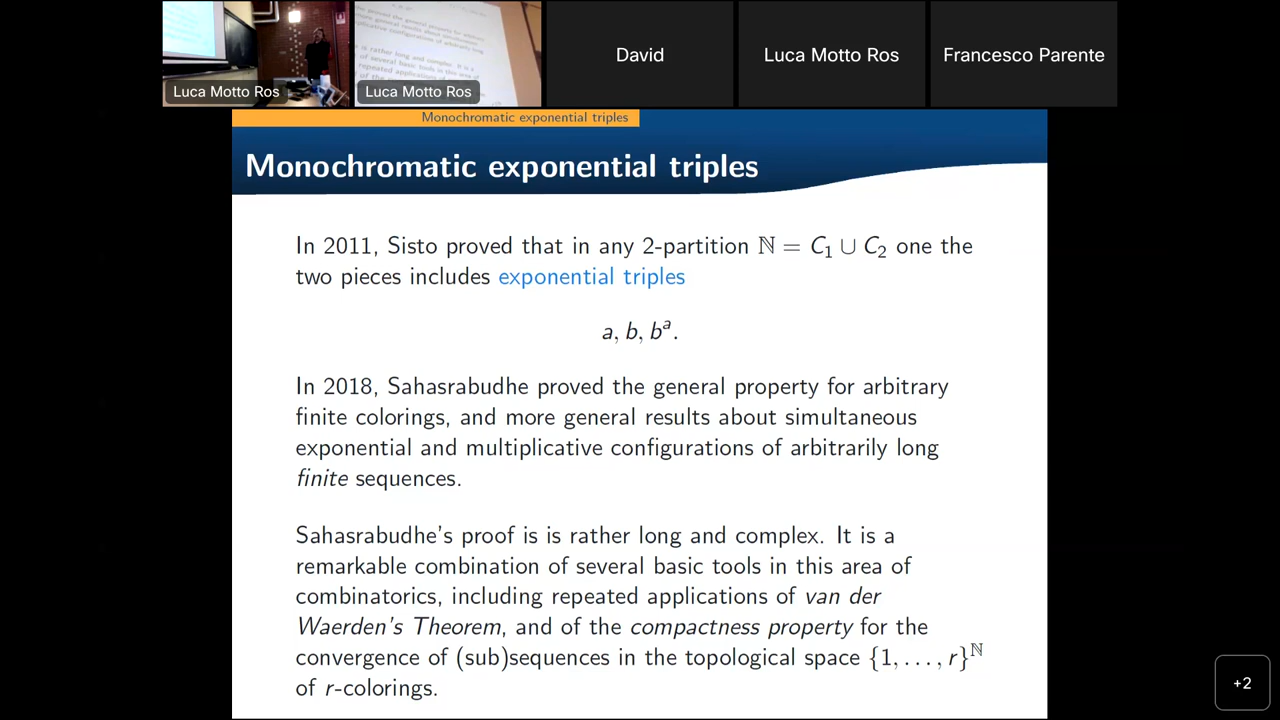 David
Luca Motto Ros
Francesco Parente
Luca Motto Ros
Luca Motto Ros
Monochromatic exponential triples
Monochromatic exponential triples
In 2011, Sisto proved that in any 2-partition ℕ = C₁ ∪ C₂ one the
two pieces includes exponential triples
a, b, bᵃ.
In 2018, Sahasrabudhe proved the general property for arbitrary
finite colorings, and more general results about simultaneous
exponential and multiplicative configurations of arbitrarily long
finite sequences.
Sahasrabudhe's proof is is rather long and complex. It is a
remarkable combination of several basic tools in this area of
combinatorics, including repeated applications of van der
Waerden's Theorem, and of the compactness property for the
convergence of (sub)sequences in the topological space {1, . . . , r}^ℕ
of r-colorings.
+2